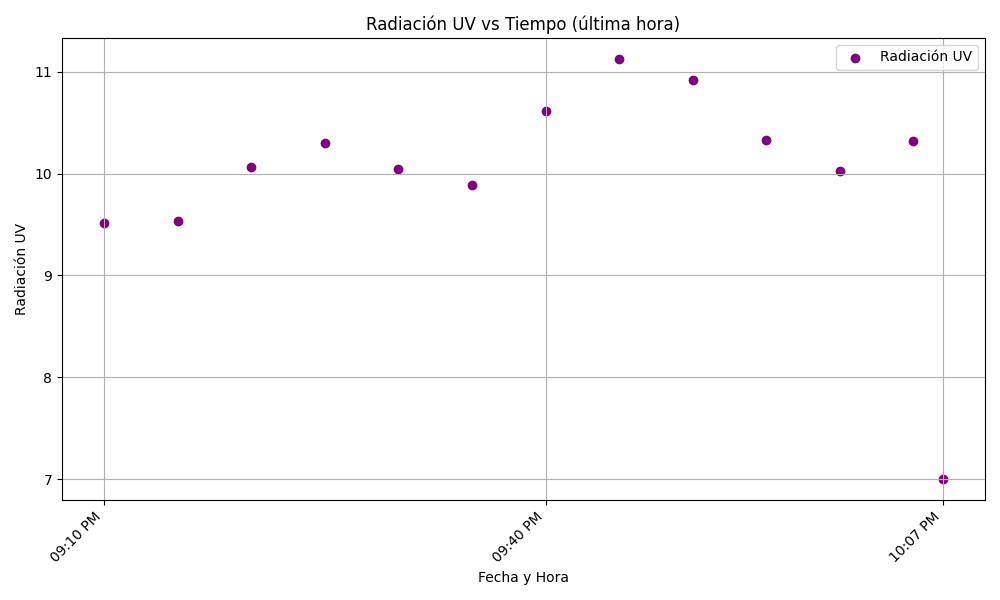 Radiación UV vs Tiempo (última hora)
Radiación UV
11
10
9
8
7
Radiación UV
09:10 PM
09:40 PM
10:07 PM
Fecha y Hora